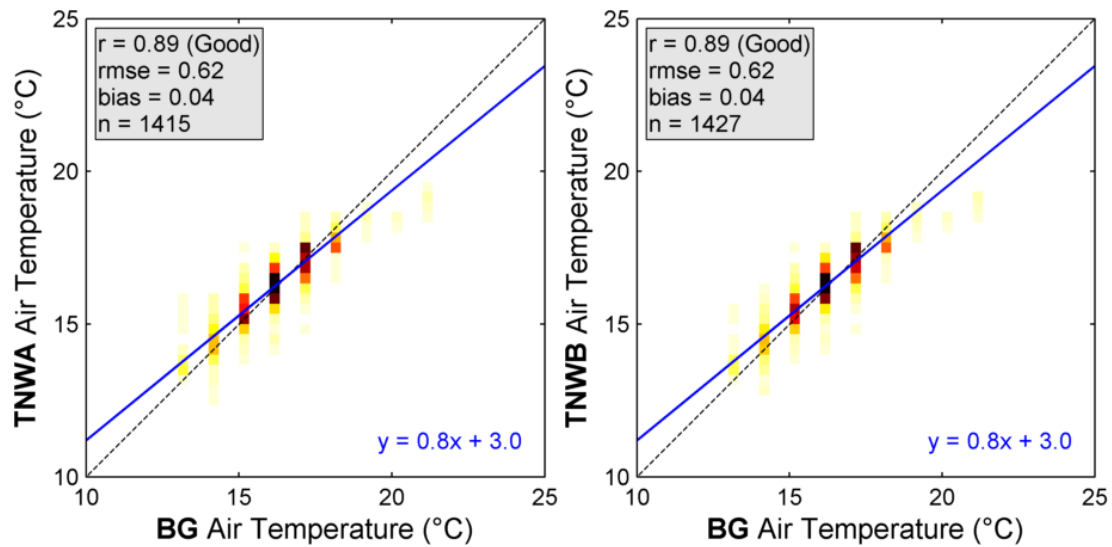 25
r = 0.89 (Good)
rmse = 0.62
bias = 0.04
n = 1415
20
15
10
TNWA Air Temperature (°C)
y = 0.8x + 3.0
10 15 20 25
BG Air Temperature (°C)
25
r = 0.89 (Good)
rmse = 0.62
bias = 0.04
n = 1427
20
15
10
TNWB Air Temperature (°C)
y = 0.8x + 3.0
10 15 20 25
BG Air Temperature (°C)